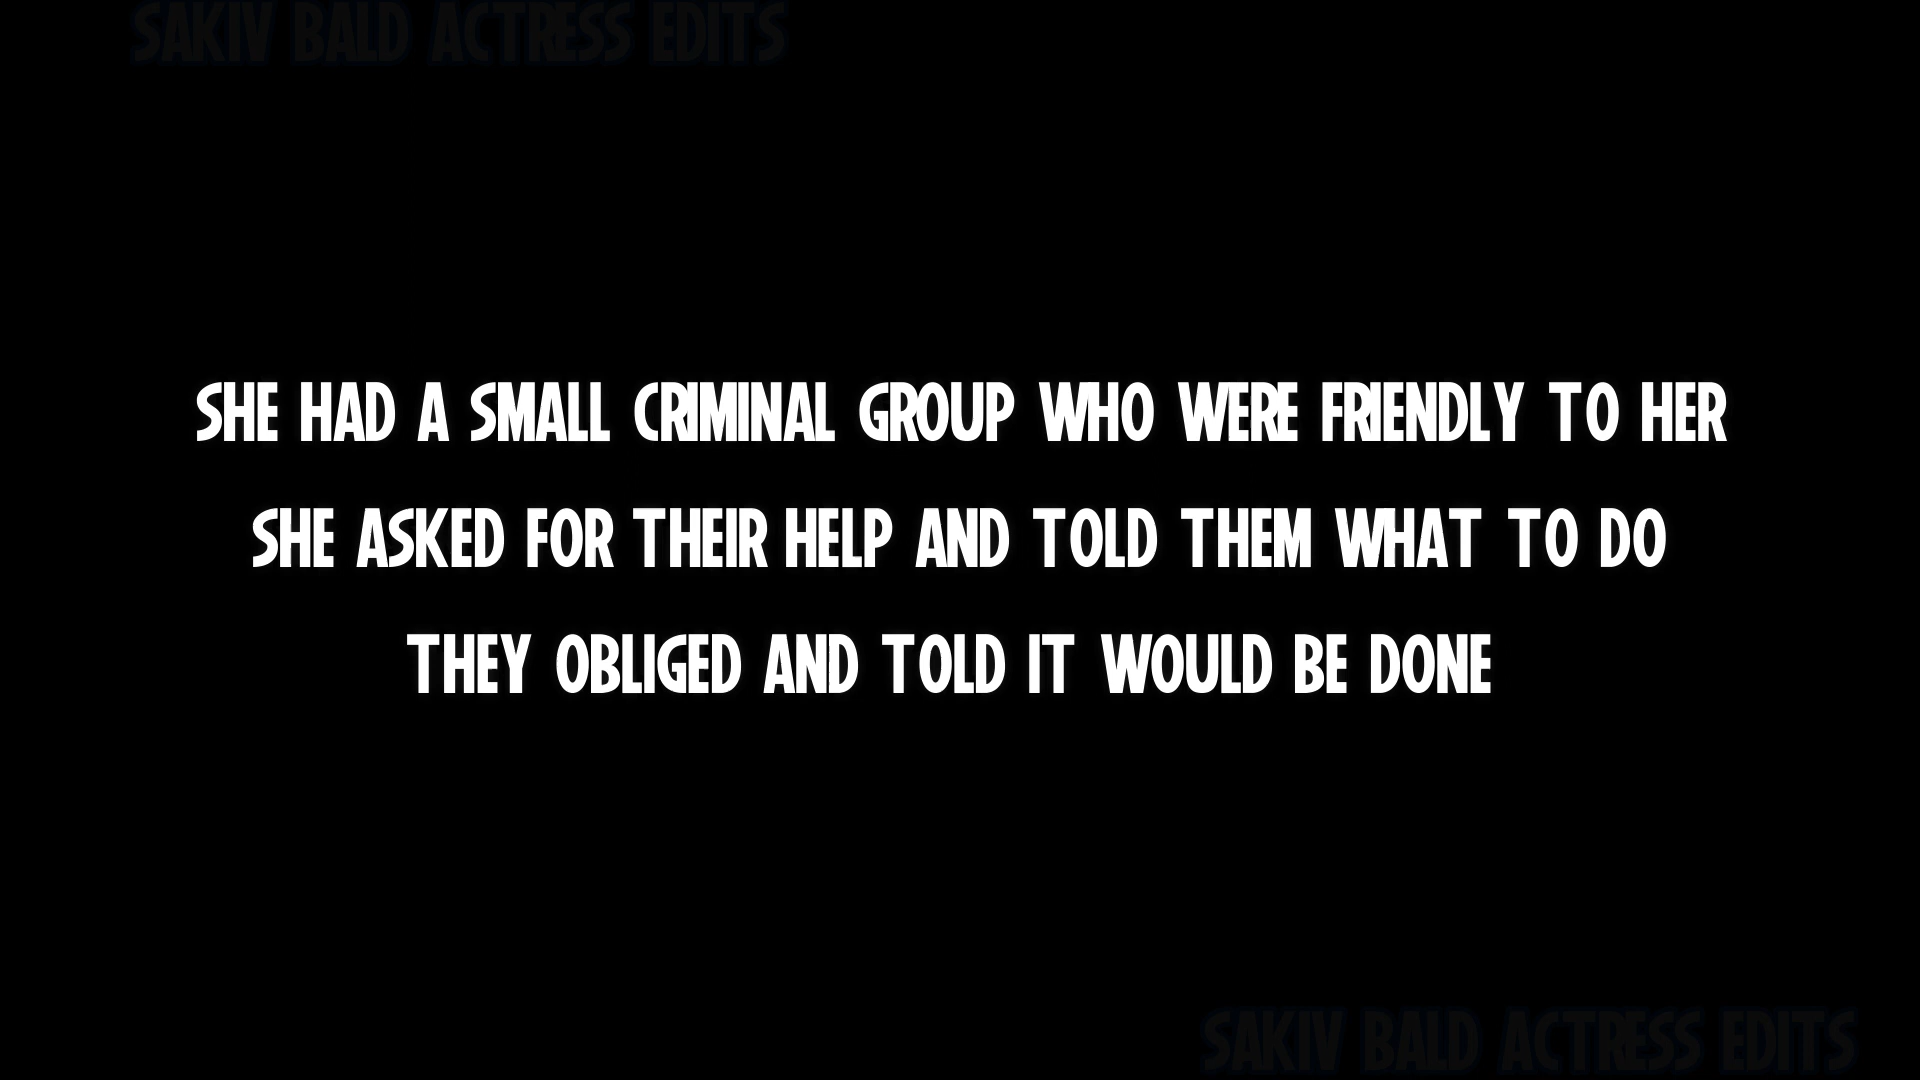 SAKIV BALD ACTRESS EDITS
SHE HAD A SMALL CRIMINAL GROUP WHO WERE FRIENDLY TO HER
SHE ASKED FOR THEIR HELP AND TOLD THEM WHAT TO DO
THEY OBLIGED AND TOLD IT WOULD BE DONE
SAKIV BALD ACTRESS EDITS